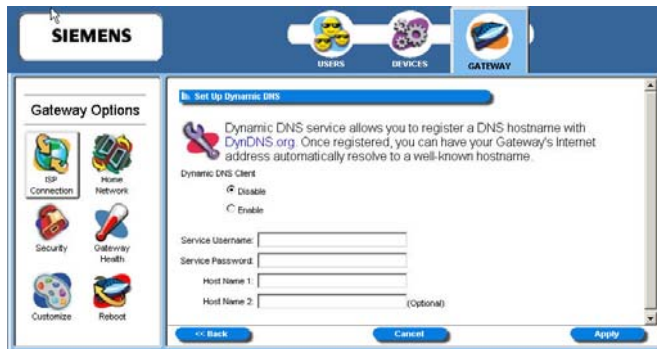 SIEMENS
USERS
DEVICES
GATEWAY
Gateway Options
ISP
Connection
Home
Network
Security
Gateway
Health
Customize
Reboot
Set Up Dynamic DNS
Dynamic DNS service allows you to register a DNS hostname with
DynDNS.org. Once registered, you can have your Gateway's Internet
address automatically resolve to a well-known hostname.
Dynamic DNS Client
Disable
Enable
Service Username:
Service Password:
Host Name 1:
Host Name 2: (Optional)
<< Back
Cancel
Apply